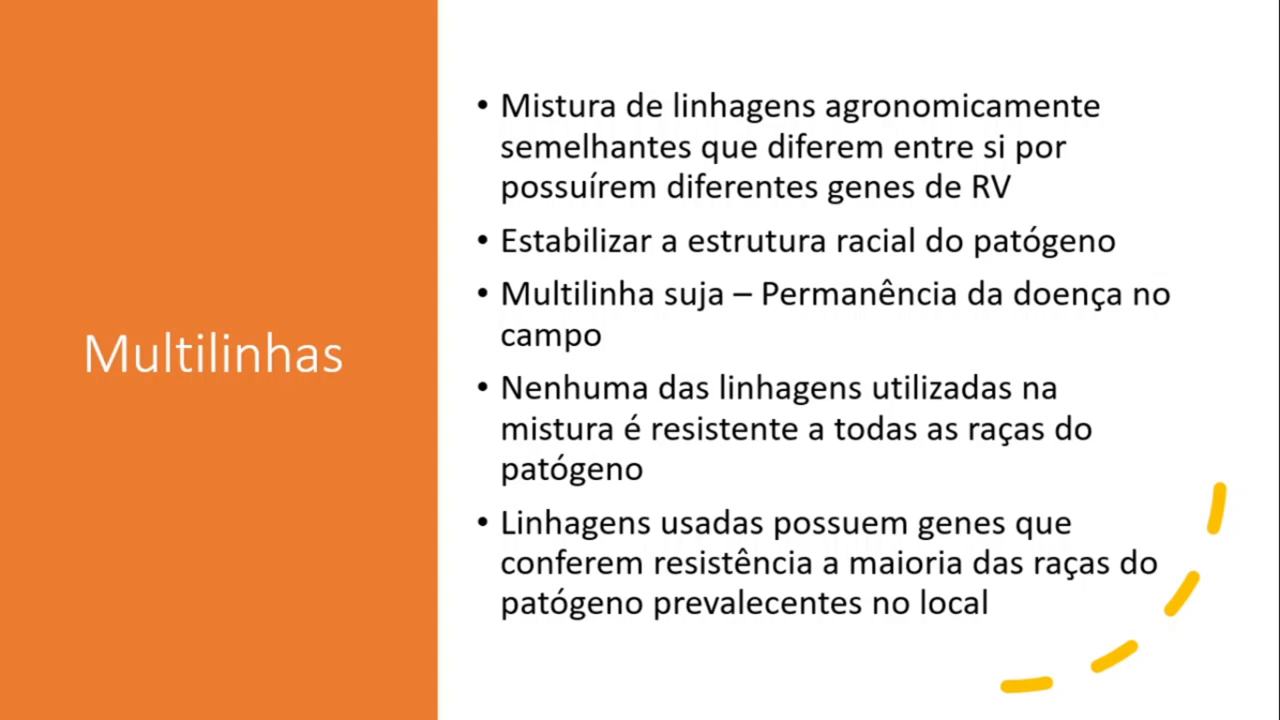 Multilinhas
• Mistura de linhagens agronomicamente
semelhantes que diferem entre si por
possuírem diferentes genes de RV
• Estabilizar a estrutura racial do patógeno
• Multilinha suja – Permanência da doença no
campo
• Nenhuma das linhagens utilizadas na
mistura é resistente a todas as raças do
patógeno
• Linhagens usadas possuem genes que
conferem resistência a maioria das raças do
patógeno prevalecentes no local